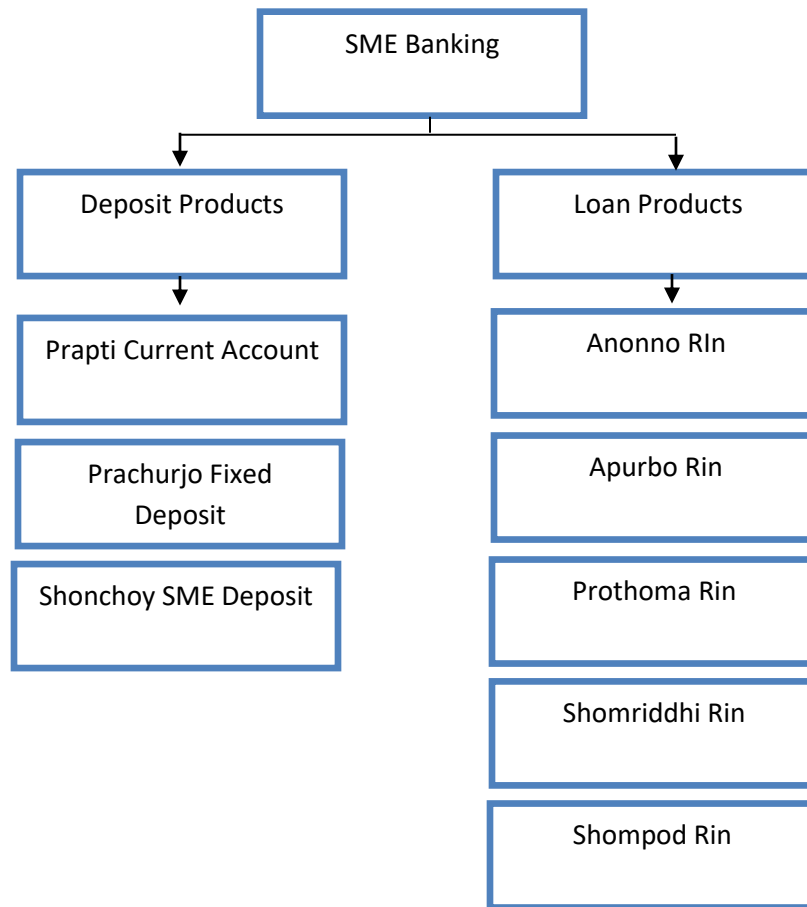 SME Banking
Deposit Products
Loan Products
Prapti Current Account
Prachurjo Fixed
Deposit
Shonchoy SME Deposit
Anonno RIn
Apurbo Rin
Prothoma Rin
Shomriddhi Rin
Shompod Rin